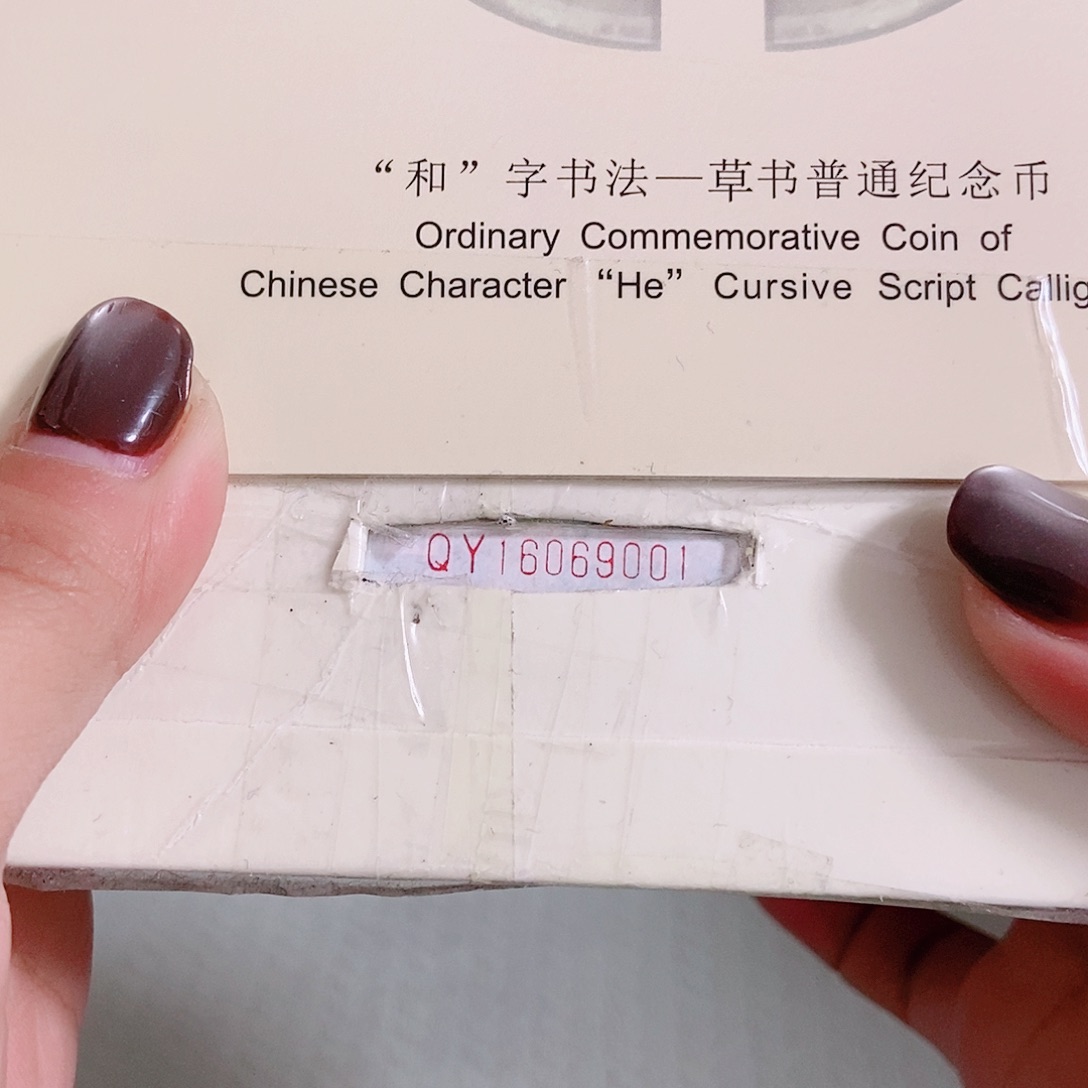 “和”字书法—草书普通纪念币
Ordinary Commemorative Coin of
Chinese Character “He” Cursive Script Callig
QY16069001